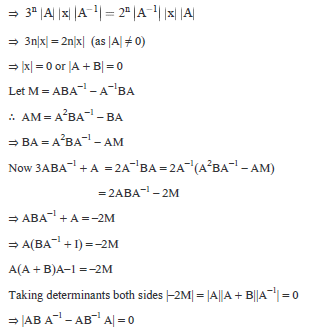 ⇒ 3ⁿ |A| |x| |A⁻¹| = 2ⁿ |A⁻¹| |x| |A|
⇒ 3n|x| = 2n|x| (as |A| ≠ 0)
⇒ |x| = 0 or |A + B| = 0
Let M = ABA⁻¹ – A⁻¹BA
∴ AM = A²BA⁻¹ – BA
⇒ BA = A²BA⁻¹ – AM
Now 3ABA⁻¹ + A = 2A⁻¹BA = 2A⁻¹(A²BA⁻¹ – AM)
= 2ABA⁻¹ – 2M
⇒ ABA⁻¹ + A = –2M
⇒ A(BA⁻¹ + I) = –2M
A(A + B)A–1 = –2M
Taking determinants both sides |–2M| = |A||A + B||A⁻¹| = 0
⇒ |AB A⁻¹ – AB⁻¹ A| = 0